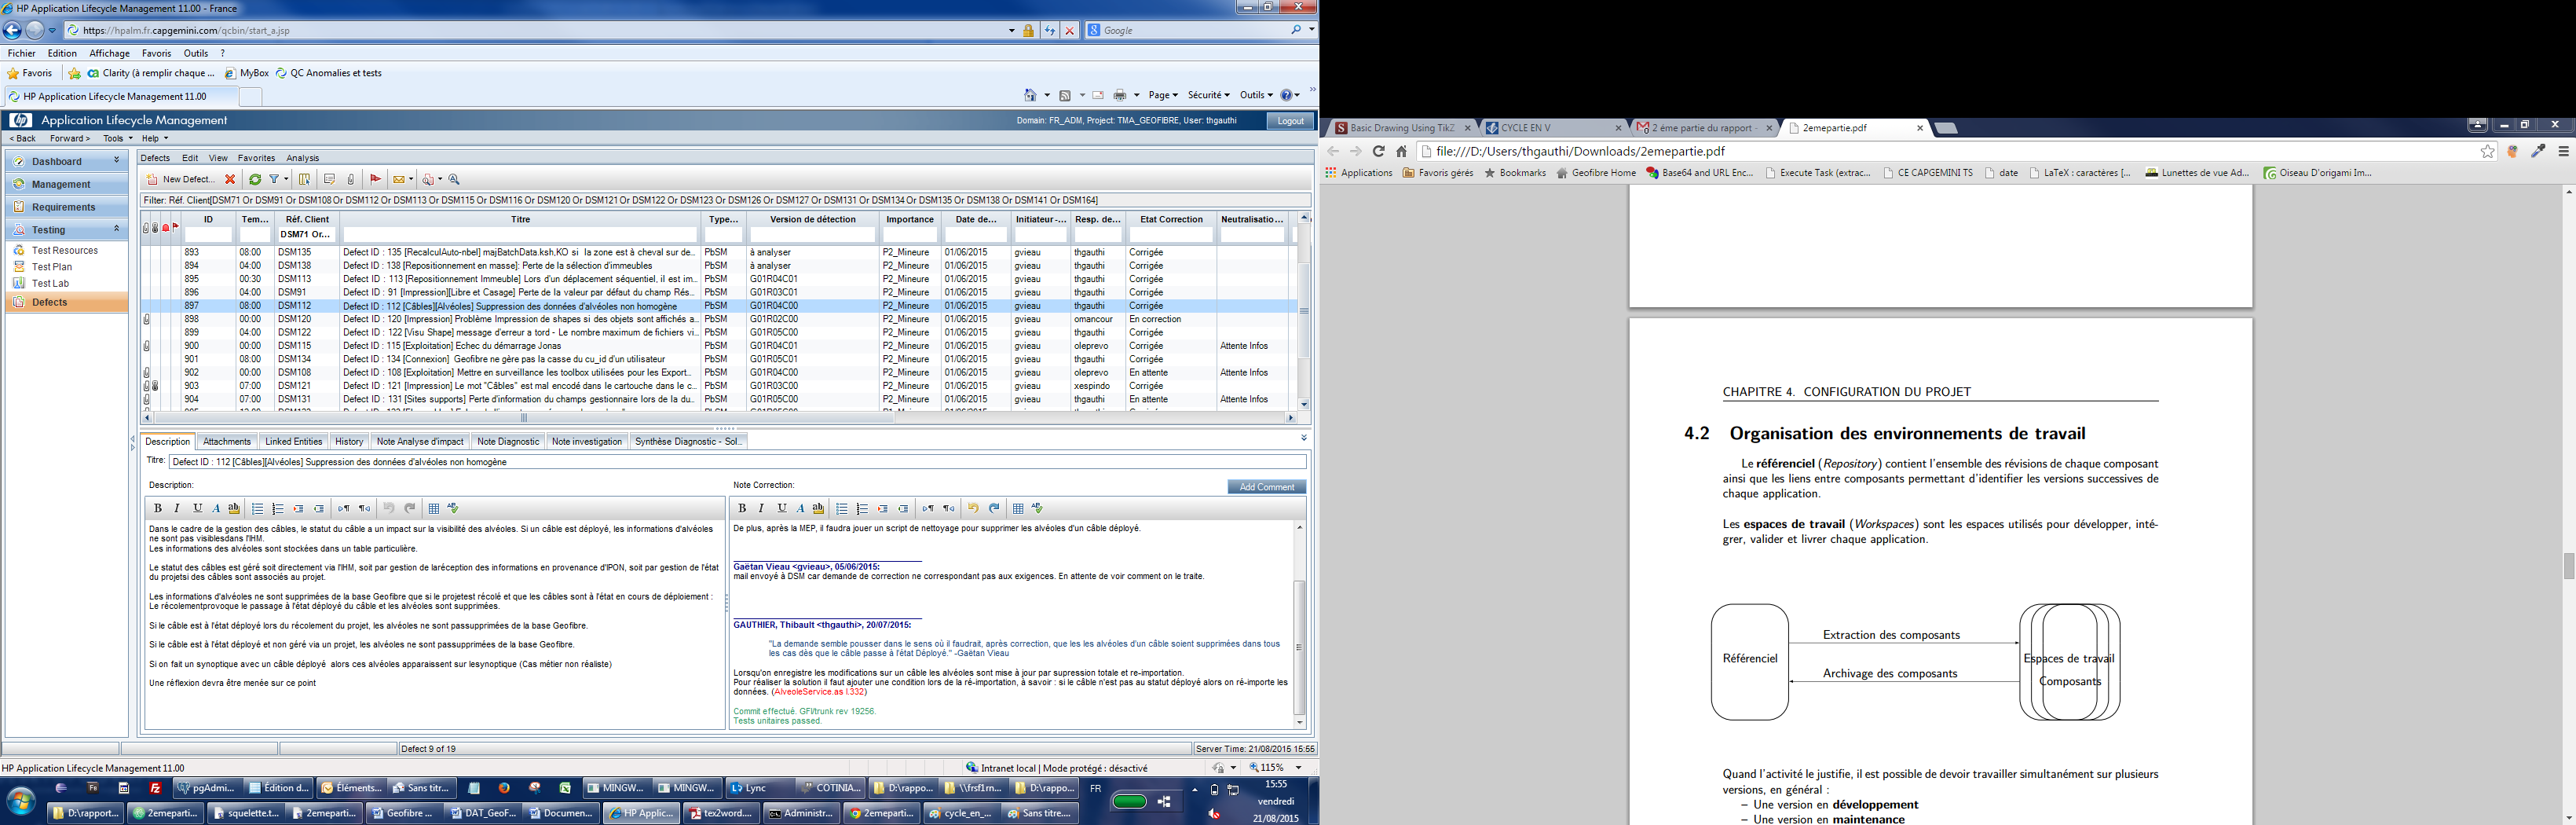 HP Application Lifecycle Management 11.00 - France
https://hpalm.fr.capgemini.com/qcbin/start_a.jsp
Google
Fichier Edition Affichage Favoris Outils ?
Favoris Clarity (à remplir chaque ... MyBox QC Anomalies et tests
HP Application Lifecycle Management 11.00
Page Sécurité Outils
Application Lifecycle Management
Domain: FR_ADM, Project: TMA_GEOFIBRE, User: thgauthi Logout
< Back Forward > Tools Help
Dashboard
Management
Requirements
Testing
Test Resources
Test Plan
Test Lab
Defects
Defects Edit View Favorites Analysis
New Defect...
Filter: Réf. Client[DSM71 Or DSM91 Or DSM108 Or DSM112 Or DSM113 Or DSM115 Or DSM116 Or DSM120 Or DSM121 Or DSM122 Or DSM123 Or DSM126 Or DSM127 Or DSM131 Or DSM134 Or DSM135 Or DSM138 Or DSM141 Or DSM164]
ID Tem... Réf. Client Titre Type... Version de détection Importance Date de... Initiateur-... Resp. de... Etat Correction Neutralisatio...
DSM71 Or...
893 08:00 DSM135 Defect ID : 135 [RecalculAuto-nbel] majBatchData.ksh,KO si la zone est à cheval sur de... PbSM à analyser P2_Mineure 01/06/2015 gvieau thgauthi Corrigée
894 04:00 DSM138 Defect ID : 138 [Repositionnement en masse]: Perte de la sélection d'immeubles PbSM à analyser P2_Mineure 01/06/2015 gvieau thgauthi Corrigée
895 00:30 DSM113 Defect ID : 113 [Repositionnement Immeuble] Lors d'un déplacement séquentiel, il est im... PbSM G01R04C01 P2_Mineure 01/06/2015 gvieau thgauthi Corrigée
896 04:00 DSM91 Defect ID : 91 [Impression][Libre et Casage] Perte de la valeur par défaut du champ Rés... PbSM G01R03C01 P2_Mineure 01/06/2015 gvieau thgauthi Corrigée
897 08:00 DSM112 Defect ID : 112 [Câbles][Alvéoles] Suppression des données d'alvéoles non homogène PbSM G01R04C00 P2_Mineure 01/06/2015 gvieau thgauthi Corrigée
898 00:00 DSM120 Defect ID : 120 [Impression] Problème Impression de shapes si des objets sont affichés a... PbSM G01R02C00 P2_Mineure 01/06/2015 gvieau omancour En correction
899 04:00 DSM122 Defect ID : 122 [Visu Shape] message d'erreur a tord - Le nombre maximum de fichiers vi... PbSM G01R05C00 P2_Mineure 01/06/2015 gvieau thgauthi Corrigée
900 00:00 DSM115 Defect ID : 115 [Exploitation] Echec du démarrage Jonas PbSM G01R04C01 P2_Mineure 01/06/2015 gvieau oleprevo Corrigée Attente Infos
901 08:00 DSM134 Defect ID : 134 [Connexion] Geofibre ne gère pas la casse du cu_id d'un utilisateur PbSM G01R05C01 P2_Mineure 01/06/2015 gvieau thgauthi Corrigée
902 00:00 DSM108 Defect ID : 108 [Exploitation] Mettre en surveillance les toolbox utilisées pour les Export... PbSM G01R04C00 P2_Mineure 01/06/2015 gvieau oleprevo En attente Attente Infos
903 07:00 DSM121 Defect ID : 121 [Impression] Le mot "Câbles" est mal encodé dans le cartouche dans le c... PbSM G01R03C00 P2_Mineure 01/06/2015 gvieau xespindo Corrigée
904 07:00 DSM131 Defect ID : 131 [Sites supports] Perte d'information du champs gestionnaire lors de la du... PbSM G01R05C00 P2_Mineure 01/06/2015 gvieau thgauthi En attente Attente Infos
Description Attachments Linked Entities History Note Analyse d'impact Note Diagnostic Note investigation Synthèse Diagnostic - Sol...
Titre: Defect ID : 112 [Câbles][Alvéoles] Suppression des données d'alvéoles non homogène
Description:
Dans le cadre de la gestion des câbles, le statut du câble a un impact sur la visibilité des alvéoles. Si un câble est déployé, les informations d'alvéoles
ne sont pas visiblesdans l'IHM.
Les informations des alvéoles sont stockées dans un table particulière.
Le statut des câbles est géré soit directement via l'IHM, soit par gestion de laréception des informations en provenance d'IPON, soit par gestion de l'état
du projetsi des câbles sont associés au projet.
Les informations d'alvéoles ne sont supprimées de la base Geofibre que si le projetest récolé et que les câbles sont à l'état en cours de déploiement :
Le récolementprovoque le passage à l'état déployé du câble et les alvéoles sont supprimées.
Si le câble est à l'état déployé lors du récolement du projet, les alvéoles ne sont passupprimées de la base Geofibre.
Si le câble est à l'état déployé et non géré via un projet, les alvéoles ne sont passupprimées de la base Geofibre.
Si on fait un synoptique avec un câble déployé alors ces alvéoles apparaissent sur lesynoptique (Cas métier non réaliste)
Une réflexion devra être menée sur ce point
Note Correction: Add Comment
De plus, après la MEP, il faudra jouer un script de nettoyage pour supprimer les alvéoles d'un câble déployé.
Gaëtan Vieau <gvieau>, 05/06/2015:
mail envoyé à DSM car demande de correction ne correspondant pas aux exigences. En attente de voir comment on le traite.
GAUTHIER, Thibault <thgauthi>, 20/07/2015:
"La demande semble pousser dans le sens où il faudrait, après correction, que les les alvéoles d'un câble soient supprimées dans tous
les cas dès que le câble passe à l'état Déployé." -Gaëtan Vieau
Lorsqu'on enregistre les modifications sur un câble les alvéoles sont mise à jour par supression totale et re-importation.
Pour réaliser la solution il faut ajouter une condition lors de la ré-importation, à savoir : si le câble n'est pas au statut déployé alors on ré-importe les
données. (AlveoleService.as l.332)
Commit effectué. GFI/trunk rev 19256.
Tests unitaires passed.
Defect 9 of 19 Server Time: 21/08/2015 15:55
HP Application Lifecycle Management 11.00 Intranet local | Mode protégé : désactivé 115%
pgAdmi... Édition d... Éléments... Sans titr... MINGW... MINGW... Lync COTINIA... D:\rappo... \\frsf1rn... D:\rappo... FR 15:55
D:\rapport... 2emeparti... squelette.t... 2emeparti... Geofibre ... DAT_GeoF... Documen... HP Applic... tex2word.... Administr... 2emeparti... cycle_en_... Sans titre.... vendredi
21/08/2015
Basic Drawing Using TikZ CYCLE EN V 2 éme partie du rapport - 2emepartie.pdf
file:///D:/Users/thgauthi/Downloads/2emepartie.pdf
Applications Favoris gérés Bookmarks Geofibre Home Base64 and URL Enc... Execute Task (extrac... CE CAPGEMINI TS date LaTeX : caractères [... Lunettes de vue Ad... Oiseau D'origami Im...
CHAPITRE 4. CONFIGURATION DU PROJET
4.2 Organisation des environnements de travail
Le référenciel (Repository) contient l'ensemble des révisions de chaque composant
ainsi que les liens entre composants permettant d'identifier les versions successives de
chaque application.
Les espaces de travail (Workspaces) sont les espaces utilisés pour développer, inté-
grer, valider et livrer chaque application.
Extraction des composants
Référenciel Espaces de travail
Archivage des composants
Composants
Quand l'activité le justifie, il est possible de devoir travailler simultanément sur plusieurs
versions, en général :
– Une version en développement
– Une version en maintenance